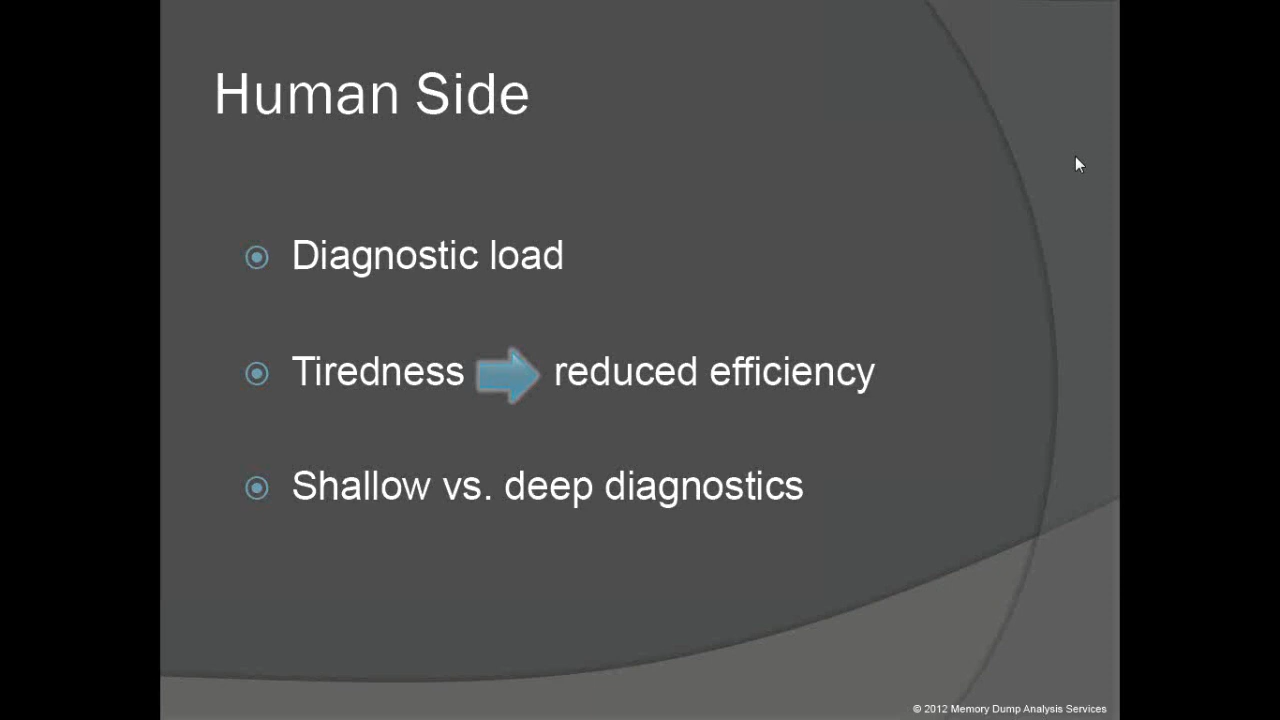 Human Side
Diagnostic load
Tiredness reduced efficiency
Shallow vs. deep diagnostics
© 2012 Memory Dump Analysis Services